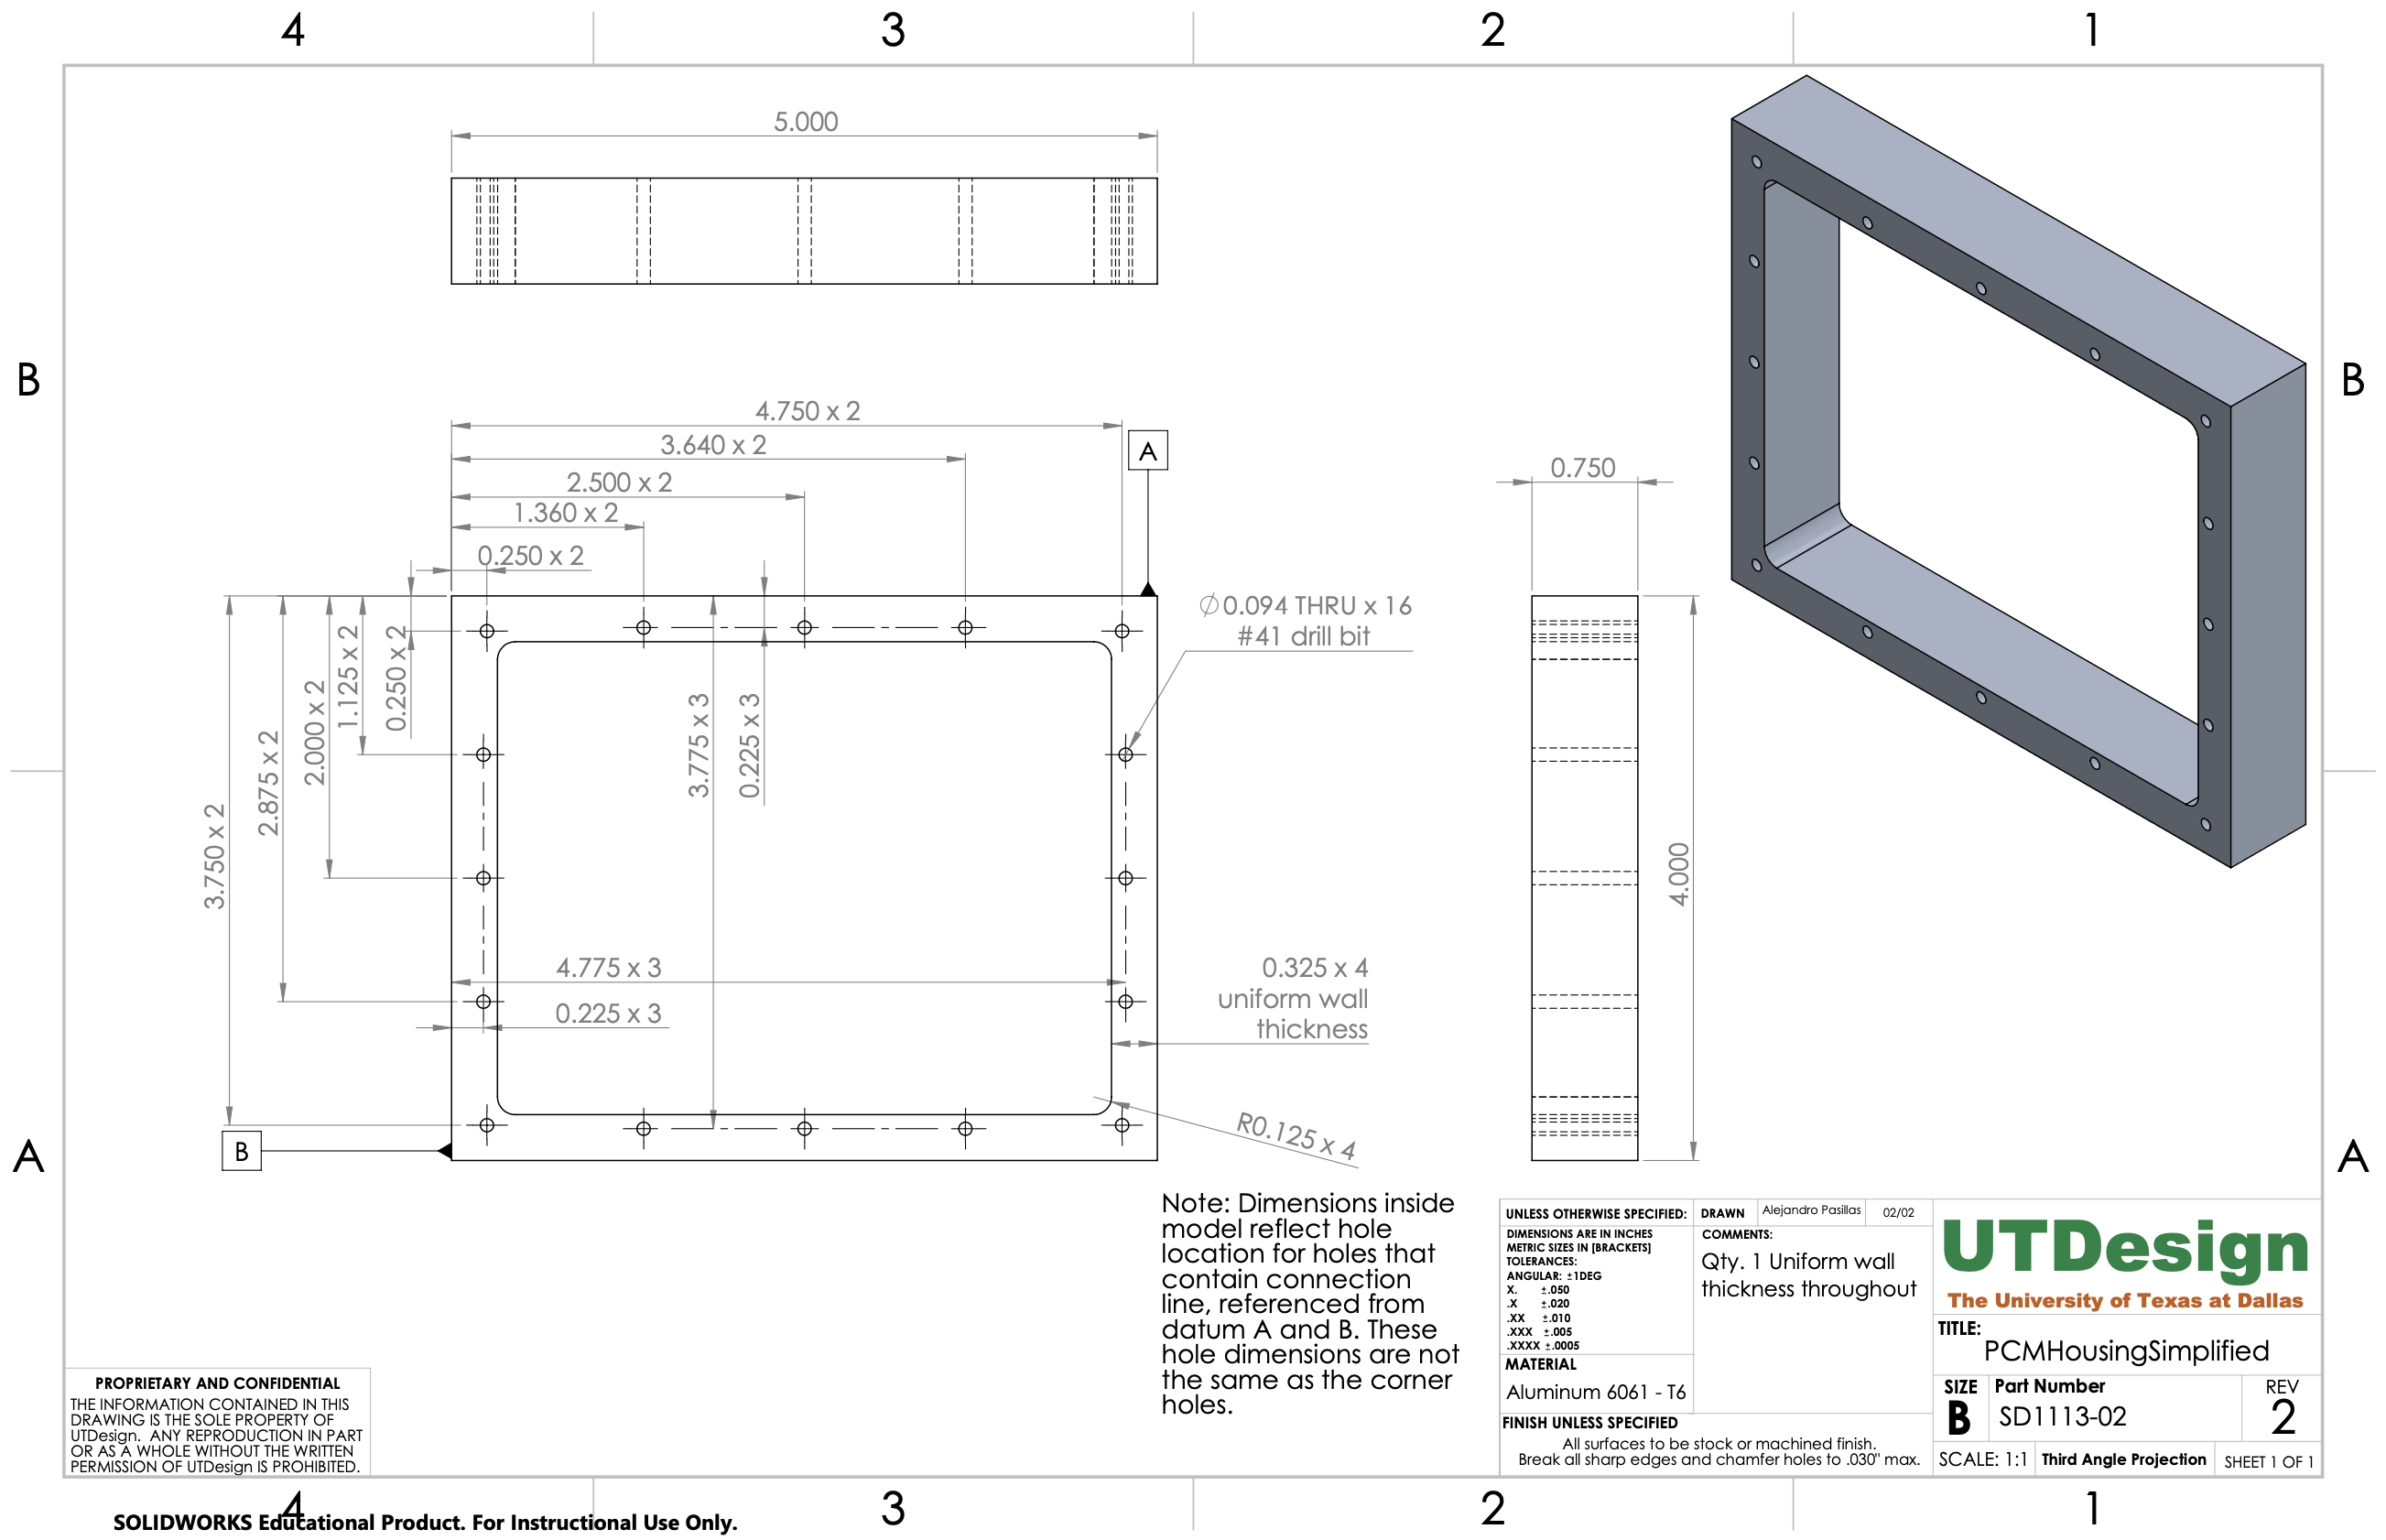 4
3
2
1
5.000
B
B
4.750 x 2
3.640 x 2
2.500 x 2
1.360 x 2
0.250 x 2
A
0.750
⌀0.094 THRU x 16
#41 drill bit
0.250 x 2
1.125 x 2
2.000 x 2
2.875 x 2
3.750 x 2
3.775 x 3
0.225 x 3
4.000
4.775 x 3
0.225 x 3
0.325 x 4
uniform wall
thickness
R0.125 x 4
B
A
A
Note: Dimensions inside
model reflect hole
location for holes that
contain connection
line, referenced from
datum A and B. These
hole dimensions are not
the same as the corner
holes.
UNLESS OTHERWISE SPECIFIED:
DIMENSIONS ARE IN INCHES
METRIC SIZES IN [BRACKETS]
TOLERANCES:
ANGULAR: ±1DEG
X. ±.050
.X ±.020
.XX ±.010
.XXX ±.005
.XXXX ±.0005
MATERIAL
Aluminum 6061 - T6
FINISH UNLESS SPECIFIED
All surfaces to be stock or machined finish.
Break all sharp edges and chamfer holes to .030" max.
DRAWN Alejandro Pasillas 02/02
COMMENTS:
Qty. 1 Uniform wall
thickness throughout
UTDesign
The University of Texas at Dallas
TITLE:
PCMHousingSimplified
SIZE
B
Part Number
SD1113-02
REV
2
SCALE: 1:1 Third Angle Projection SHEET 1 OF 1
PROPRIETARY AND CONFIDENTIAL
THE INFORMATION CONTAINED IN THIS
DRAWING IS THE SOLE PROPERTY OF
UTDesign. ANY REPRODUCTION IN PART
OR AS A WHOLE WITHOUT THE WRITTEN
PERMISSION OF UTDesign IS PROHIBITED.
4
3
2
1
SOLIDWORKS Educational Product. For Instructional Use Only.